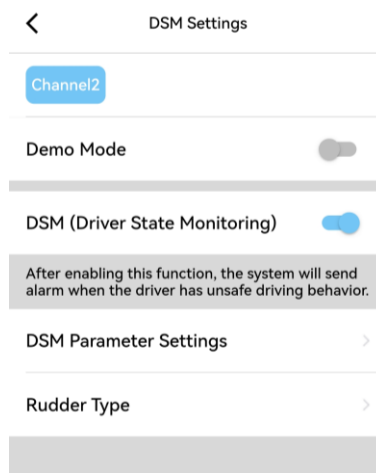 DSM Settings
Channel2
Demo Mode
DSM (Driver State Monitoring)
After enabling this function, the system will send
alarm when the driver has unsafe driving behavior.
DSM Parameter Settings
Rudder Type